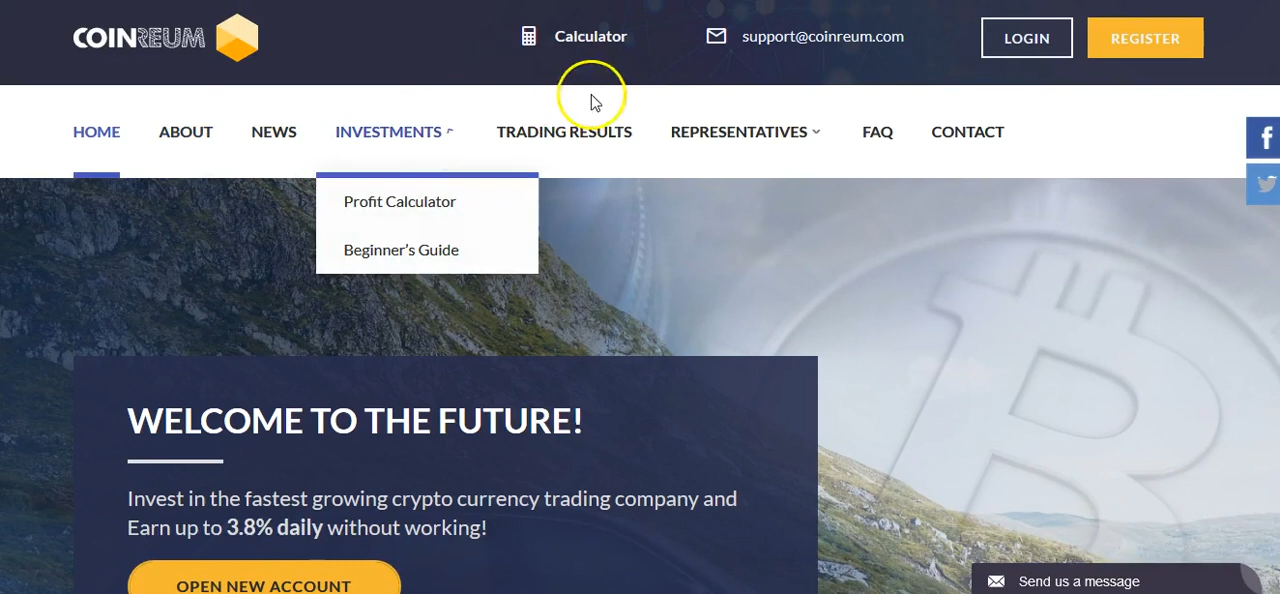 COINREUM
Calculator
support@coinreum.com
LOGIN
REGISTER
HOME
ABOUT
NEWS
INVESTMENTS
TRADING RESULTS
REPRESENTATIVES
FAQ
CONTACT
Profit Calculator
Beginner’s Guide
WELCOME TO THE FUTURE!
Invest in the fastest growing crypto currency trading company and
Earn up to 3.8% daily without working!
OPEN NEW ACCOUNT
Send us a message